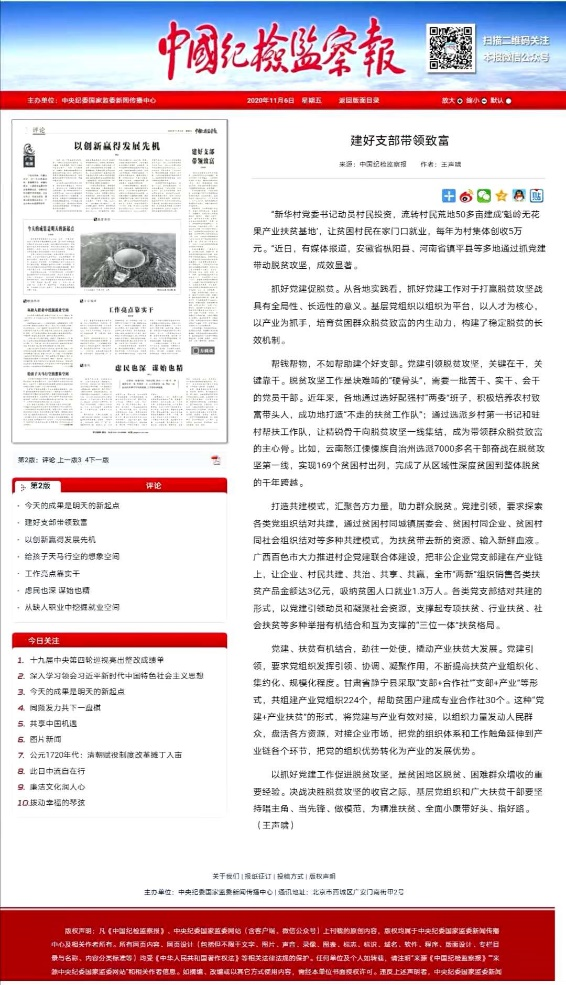 中國紀檢監察報
扫描二维码关注
本报微信公众号
主办单位：中央纪委国家监委新闻传播中心
2020年11月6日 星期五 返回版面目录
放大 缩小 默认
评论
以创新赢得发展先机
建好支部
带领致富
今天的成果是明天的新起点
工作亮点靠实干
虑民也深 谋始也精
第2版：评论 上一版3 4下一版
第2版 评论
· 今天的成果是明天的新起点
· 建好支部带领致富
· 以创新赢得发展先机
· 给孩子天马行空的想象空间
· 工作亮点靠实干
· 虑民也深 谋始也精
· 从缺人职业中挖掘就业空间
今日关注
1. 十九届中央第四轮巡视亮出整改成绩单
2. 深入学习领会习近平新时代中国特色社会主义思想
3. 今天的成果是明天的新起点
4. 同频发力共下一盘棋
5. 共享中国机遇
6. 图片新闻
7. 公元1720年代：清朝赋役制度改革摊丁入亩
8. 此日中流自在行
9. 廉洁文化润人心
10. 拨动幸福的琴弦
建好支部带领致富
来源：中国纪检监察报 作者：王声啸
“新华村党委书记动员村民投资，流转村民荒地50多亩建成‘魁岭无花
果产业扶贫基地’，让贫困村民在家门口就业，每年为村集体创收5万
元。”近日，有媒体报道，安徽省枞阳县、河南省镇平县等多地通过抓党建
带动脱贫攻坚，成效显著。
抓好党建促脱贫。从各地实践看，抓好党建工作对于打赢脱贫攻坚战
具有全局性、长远性的意义。基层党组织以组织为平台，以人才为核心，
以产业为抓手，培育贫困群众脱贫致富的内生动力，构建了稳定脱贫的长
效机制。
帮钱帮物，不如帮助建个好支部。党建引领脱贫攻坚，关键在干，关
键靠干。脱贫攻坚工作是块难啃的“硬骨头”，需要一批苦干、实干、会干
的党员干部。近年来，各地通过选好配强村“两委”班子，积极培养农村致
富带头人，成功地打造“不走的扶贫工作队”；通过选派乡村第一书记和驻
村帮扶工作队，让精锐骨干向脱贫攻坚一线集结，成为带领群众脱贫致富
的主心骨。比如，云南怒江傈僳族自治州选派7000多名干部奋战在脱贫攻
坚第一线，实现169个贫困村出列，完成了从区域性深度贫困到整体脱贫
的千年跨越。
打造共建模式，汇聚各方力量，助力群众脱贫。党建引领，要求探索
各类党组织结对共建，通过贫困村同城镇居委会、贫困村同企业、贫困村
同社会组织结对等多种共建模式，为扶贫带去新的资源、输入新鲜血液。
广西百色市大力推进村企党建联合体建设，把非公企业党支部建在产业链
上，让企业、村民共建、共治、共享、共赢，全市“两新”组织销售各类扶
贫产品金额达3亿元，吸纳贫困人口就业1.3万人。各类党支部结对共建的
形式，以党建引领动员和凝聚社会资源，支撑起专项扶贫、行业扶贫、社
会扶贫等多种举措有机结合和互为支撑的“三位一体”扶贫格局。
党建、扶贫有机结合，劲往一处使，撬动产业扶贫大发展。党建引
领，要求党组织发挥引领、协调、凝聚作用，不断提高扶贫产业组织化、
集约化、规模化程度。甘肃省静宁县采取“支部+合作社”“支部+产业”等形
式，共组建产业党组织224个，帮助贫困户建成专业合作社30个。这种“党
建+产业扶贫”的形式，将党建与产业有效对接，以组织力量发动人民群
众，盘活各方资源，对接企业市场，把党的组织体系和工作触角延伸到产
业链各个环节，把党的组织优势转化为产业的发展优势。
以抓好党建工作促进脱贫攻坚，是贫困地区脱贫、困难群众增收的重
要经验。决战决胜脱贫攻坚的收官之际，基层党组织和广大扶贫干部要坚
持唱主角、当先锋、做模范，为精准扶贫、全面小康带好头、指好路。
（王声啸）
关于我们 | 报纸征订 | 投稿方式 | 版权声明
主办单位：中央纪委国家监委新闻传播中心 | 通讯地址：北京市西城区广安门南街甲2号
版权声明：凡《中国纪检监察报》、中央纪委国家监委网站（含客户端、微信公众号）上刊载的原创内容，版权均属于中央纪委国家监委新闻传播
中心及相关作者所有。所有网页内容、网页设计（包括但不限于文字、图片、声音、录像、图表、标志、标识、域名、软件、程序、版面设计、专栏目
录与名称、内容分类标准等）均受《中华人民共和国著作权法》等相关法律法规的保护。任何单位及个人如转载，请注明“来源《中国纪检监察报》”“来
源中央纪委国家监委网站”和相关作者信息。如摘编、改编或以其它方式使用内容，需经本单位书面授权许可。违反上述声明者，中央纪委国家监委新闻